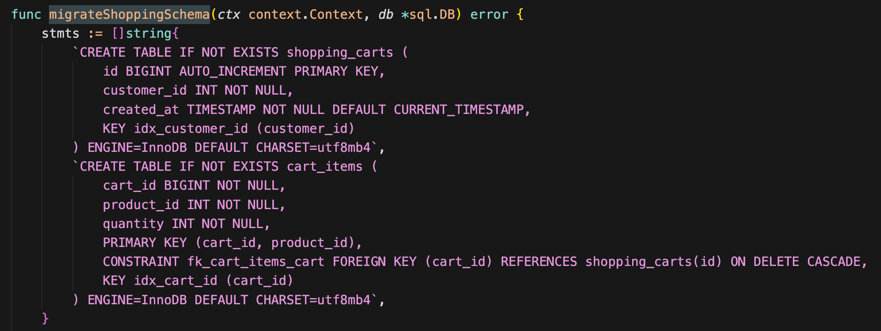 func migrateShoppingSchema(ctx context.Context, db *sql.DB) error {
    stmts := []string{
        `CREATE TABLE IF NOT EXISTS shopping_carts (
            id BIGINT AUTO_INCREMENT PRIMARY KEY,
            customer_id INT NOT NULL,
            created_at TIMESTAMP NOT NULL DEFAULT CURRENT_TIMESTAMP,
            KEY idx_customer_id (customer_id)
        ) ENGINE=InnoDB DEFAULT CHARSET=utf8mb4`,
        `CREATE TABLE IF NOT EXISTS cart_items (
            cart_id BIGINT NOT NULL,
            product_id INT NOT NULL,
            quantity INT NOT NULL,
            PRIMARY KEY (cart_id, product_id),
            CONSTRAINT fk_cart_items_cart FOREIGN KEY (cart_id) REFERENCES shopping_carts(id) ON DELETE CASCADE,
            KEY idx_cart_id (cart_id)
        ) ENGINE=InnoDB DEFAULT CHARSET=utf8mb4`,
    }